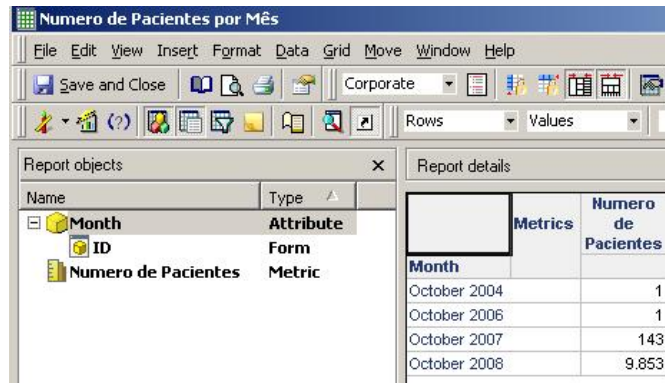 Numero de Pacientes por Mês
File Edit View Insert Format Data Grid Move Window Help
Save and Close Corporate
Rows Values
Report objects × Report details
Name Type
Month Attribute
ID Form
Numero de Pacientes Metric
Metrics Numero de Pacientes
Month
October 2004 1
October 2006 1
October 2007 143
October 2008 9.853